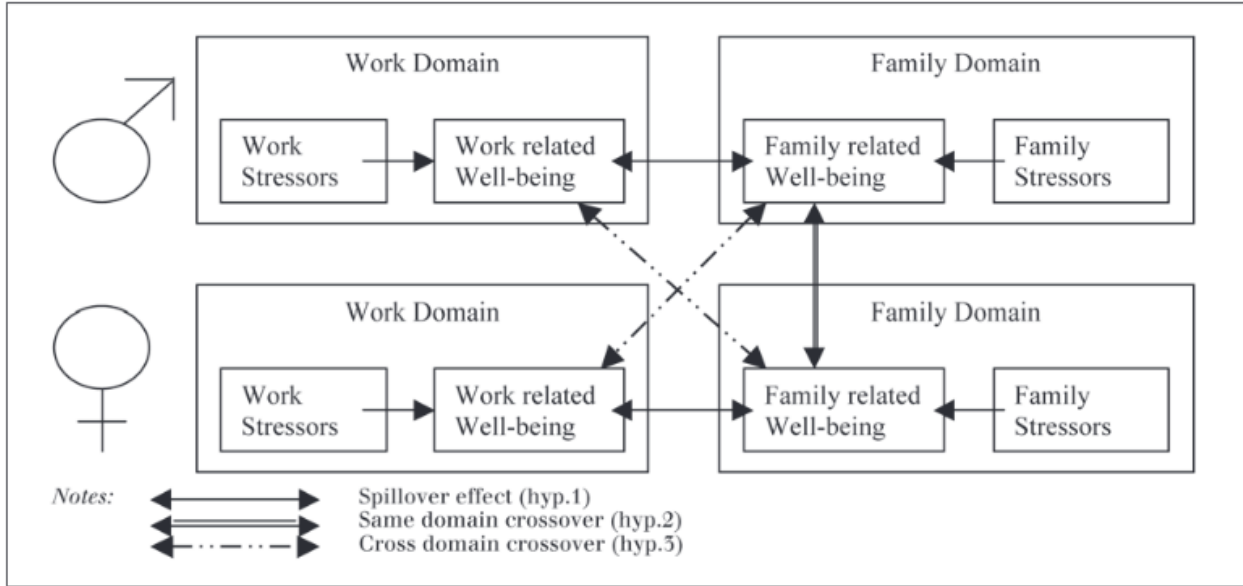 Work Domain
Family Domain
Work
Stressors
Work related
Well-being
Family related
Well-being
Family
Stressors
Work Domain
Family Domain
Work
Stressors
Work related
Well-being
Family related
Well-being
Family
Stressors
Notes:
Spillover effect (hyp.1)
Same domain crossover (hyp.2)
Cross domain crossover (hyp.3)